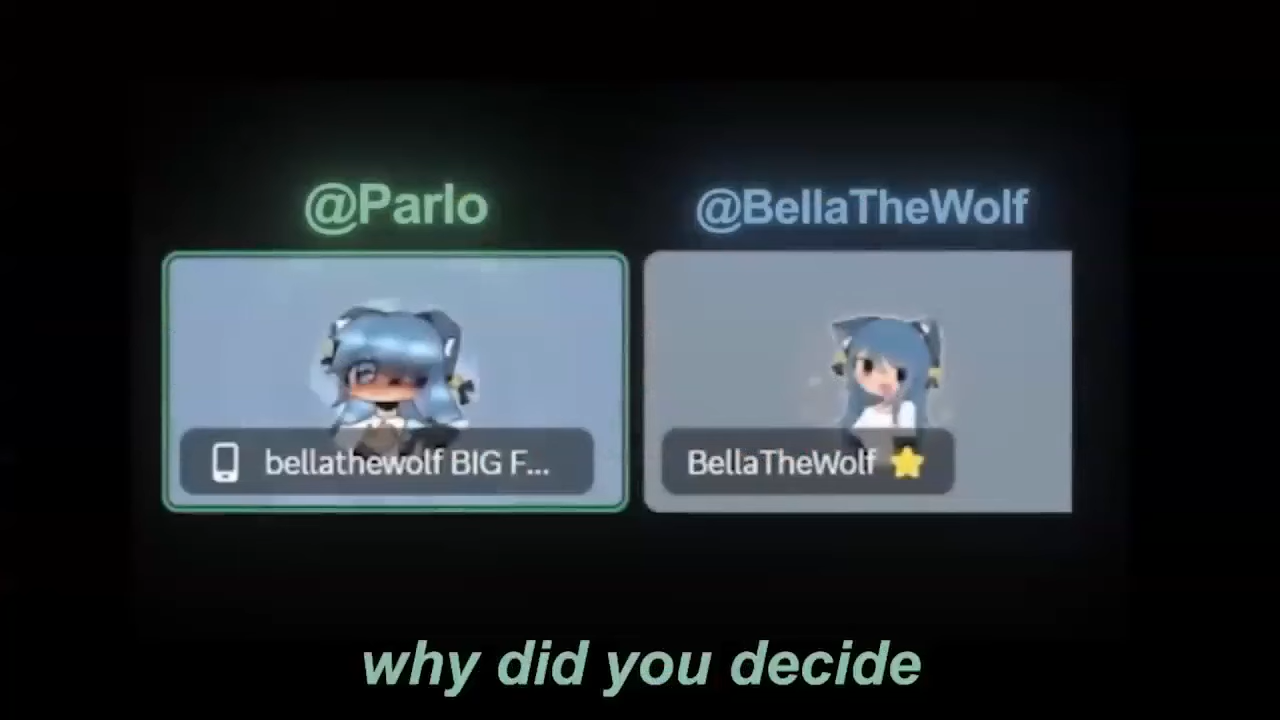 @Parlo
@BellaTheWolf
bellathewolf BIG F...
BellaTheWolf
why did you decide